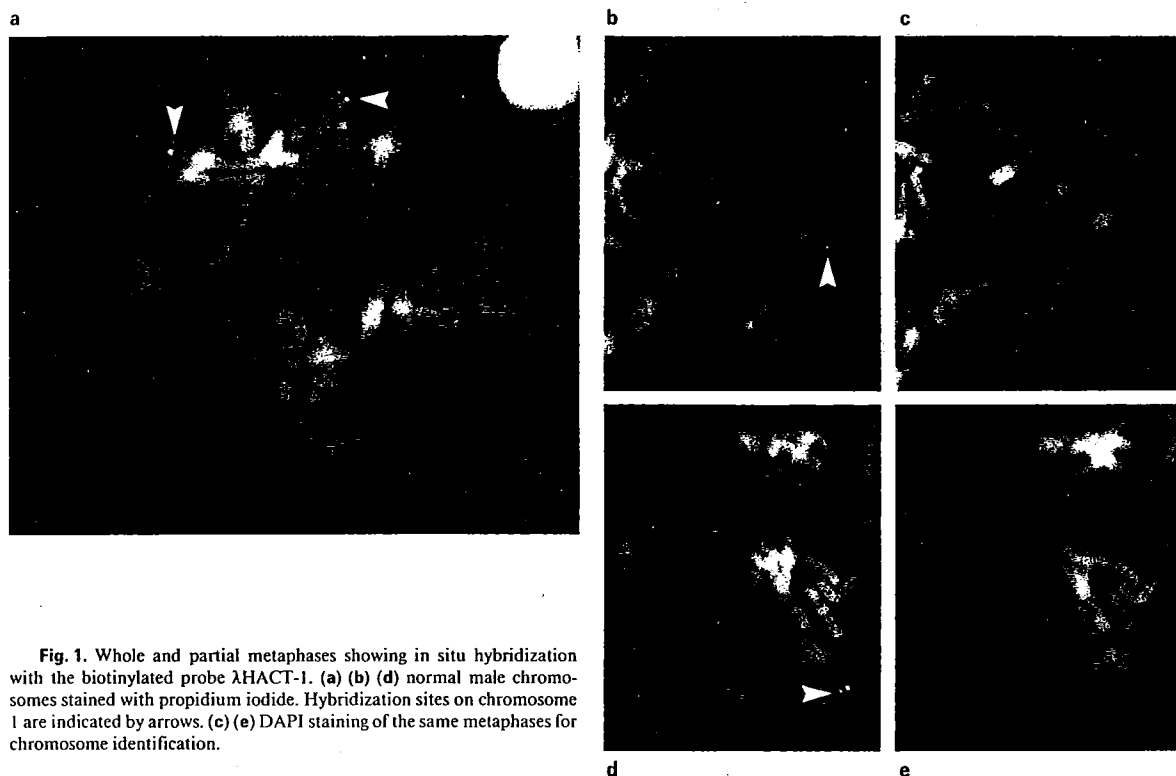 a
b
c
Fig. 1. Whole and partial metaphases showing in situ hybridization
with the biotinylated probe λHACT-1. (a) (b) (d) normal male chromo-
somes stained with propidium iodide. Hybridization sites on chromosome
1 are indicated by arrows. (c) (e) DAPI staining of the same metaphases for
chromosome identification.
d
e